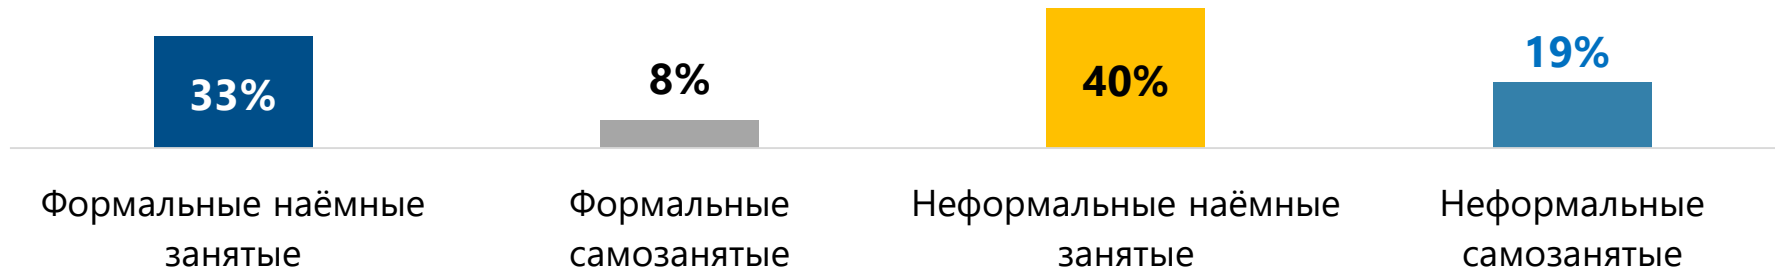 33%
8%
40%
19%
Формальные наёмные
занятые
Формальные
самозанятые
Неформальные наёмные
занятые
Неформальные
самозанятые